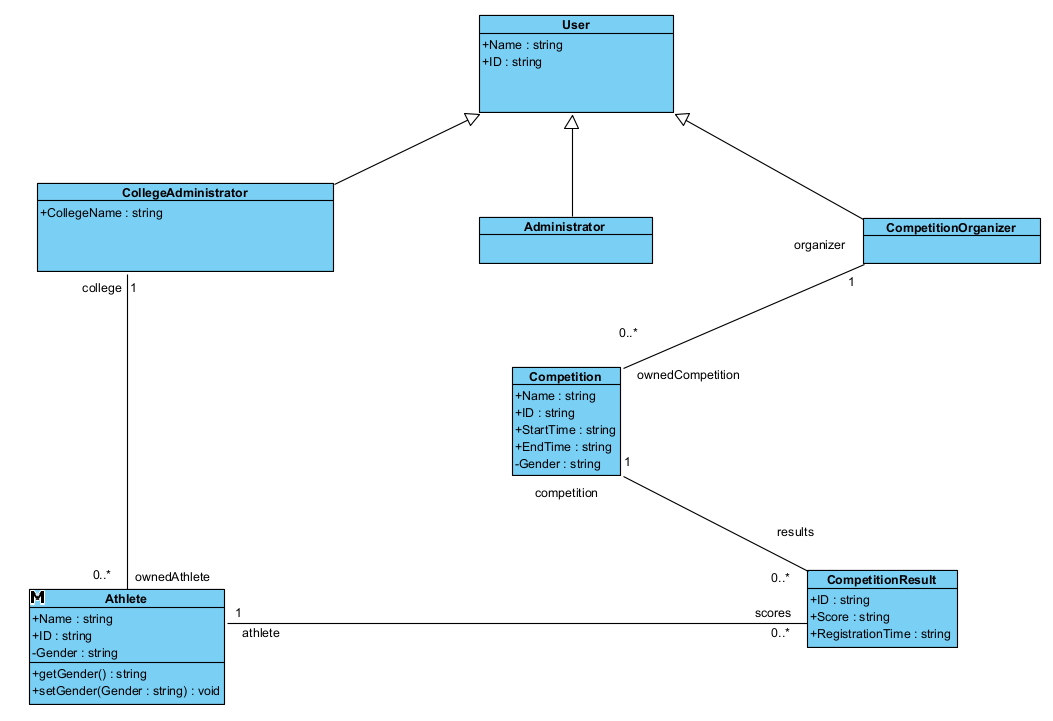 User
+Name : string
+ID : string
CollegeAdministrator
+CollegeName : string
Administrator
CompetitionOrganizer
organizer
1
college 1
0..*
ownedCompetition
Competition
+Name : string
+ID : string
+StartTime : string
+EndTime : string
-Gender : string
1
competition
results
0..*
CompetitionResult
+ID : string
+Score : string
+RegistrationTime : string
0..*
ownedAthlete
M
Athlete
+Name : string
+ID : string
-Gender : string
+getGender() : string
+setGender(Gender : string) : void
1
athlete
scores
0..*